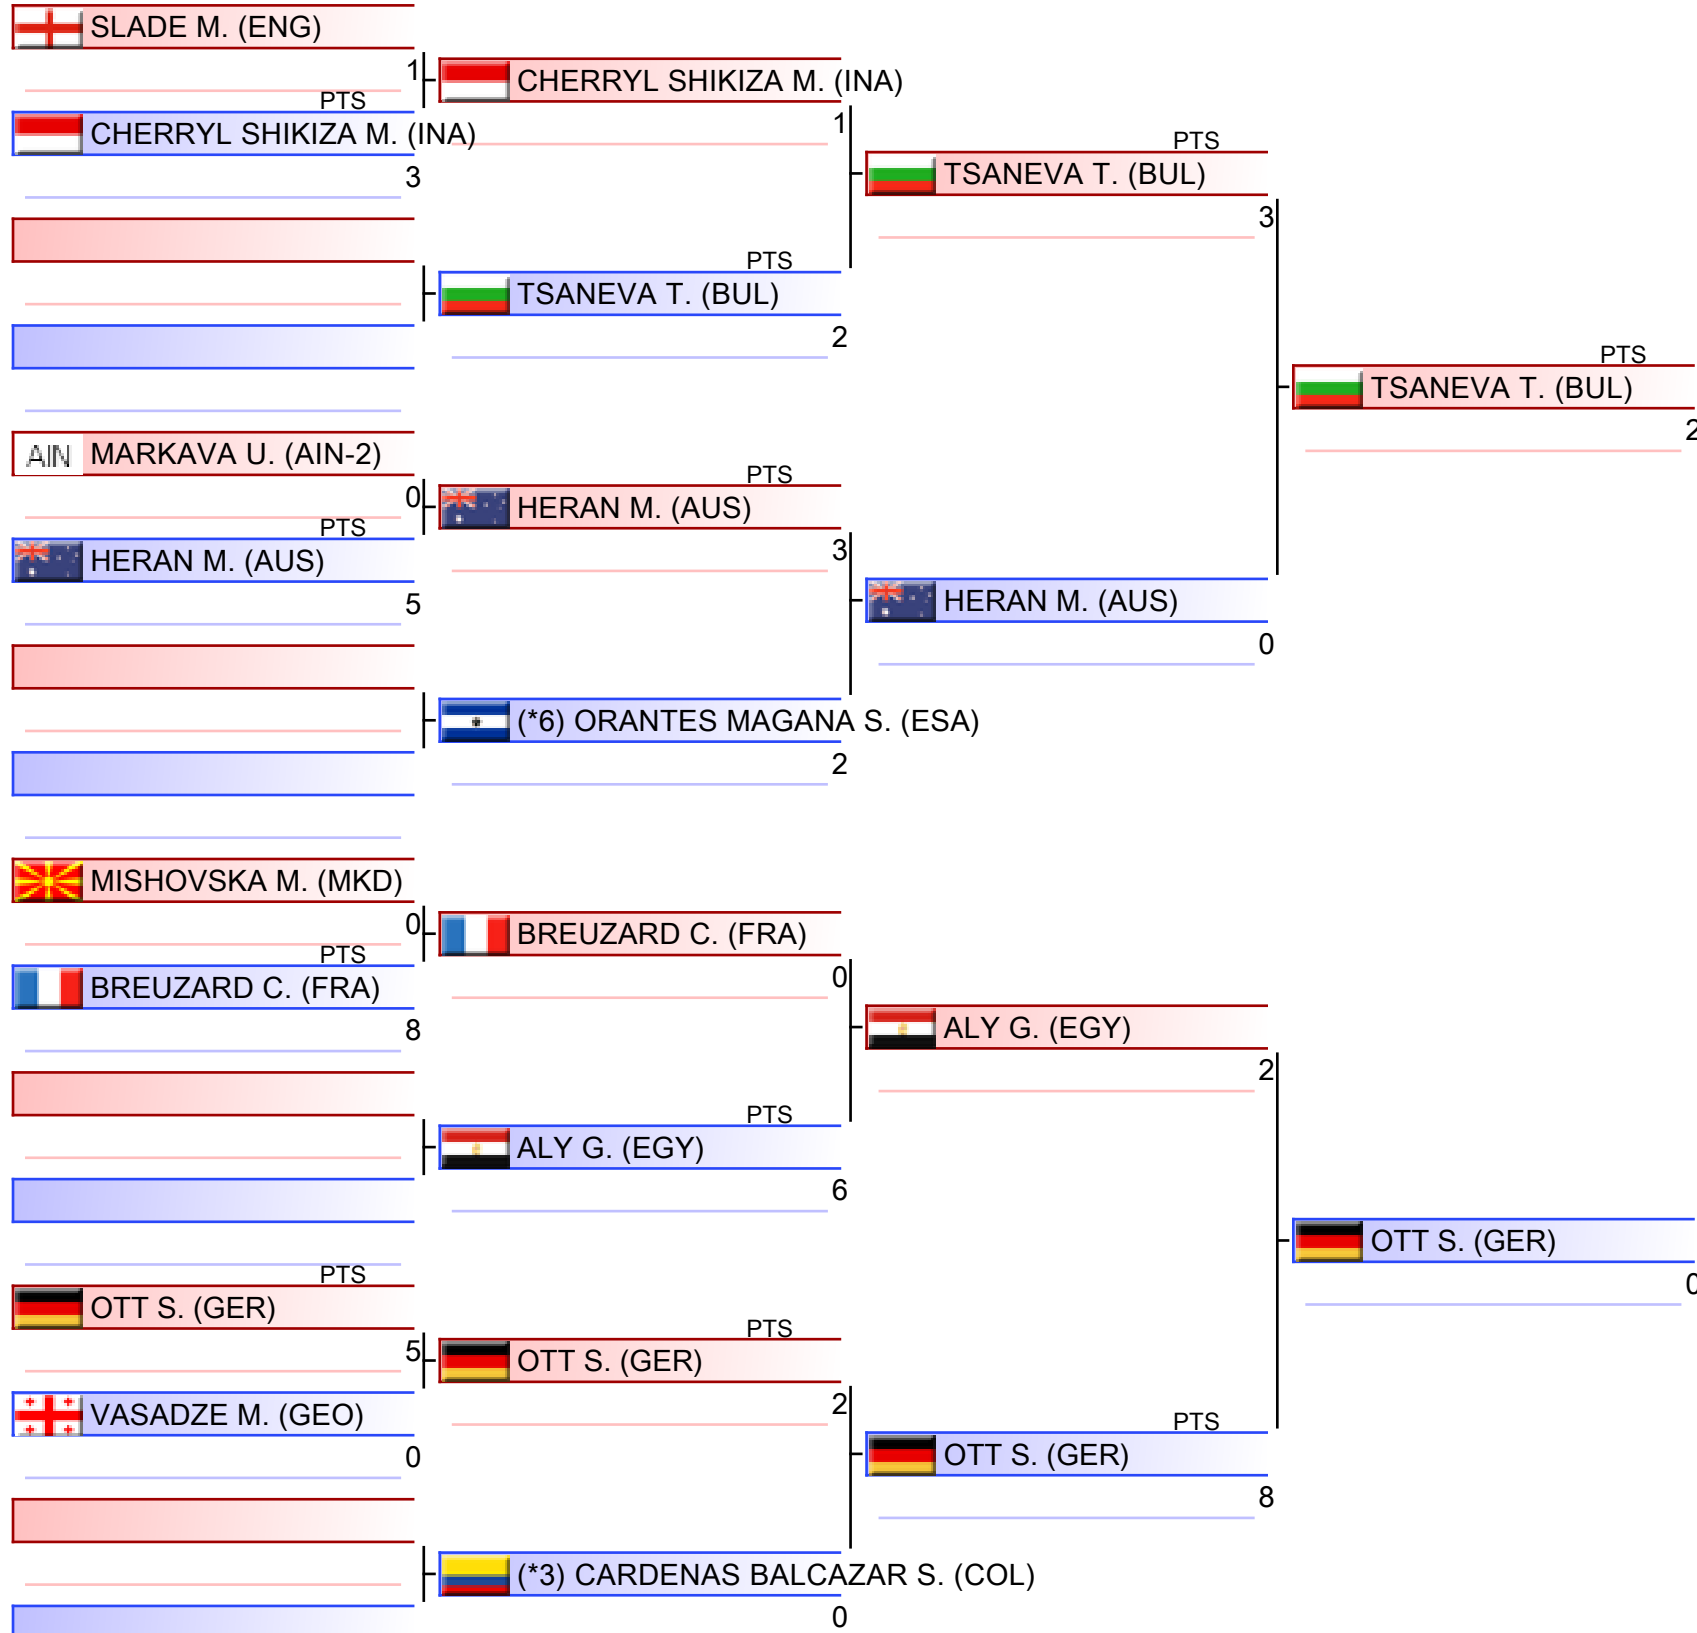 SLADE M. (ENG)
1
PTS
CHERRYL SHIKIZA M. (INA)
3
MARKAVA U. (AIN-2)
AIN
0
PTS
HERAN M. (AUS)
5
MISHOVSKA M. (MKD)
0
PTS
BREUZARD C. (FRA)
8
PTS
OTT S. (GER)
5
VASADZE M. (GEO)
0
CHERRYL SHIKIZA M. (INA)
1
PTS
TSANEVA T. (BUL)
2
PTS
HERAN M. (AUS)
3
(*6) ORANTES MAGANA S. (ESA)
2
BREUZARD C. (FRA)
0
PTS
ALY G. (EGY)
6
PTS
OTT S. (GER)
2
(*3) CARDENAS BALCAZAR S. (COL)
0
PTS
TSANEVA T. (BUL)
3
HERAN M. (AUS)
0
ALY G. (EGY)
2
PTS
OTT S. (GER)
8
PTS
TSANEVA T. (BUL)
2
OTT S. (GER)
0